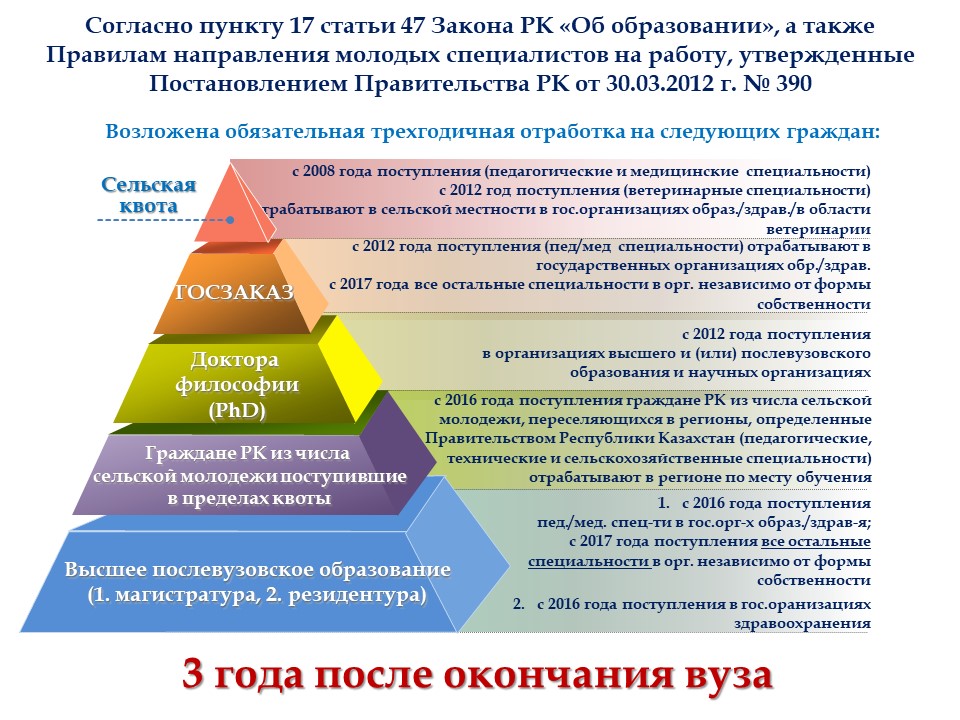 Согласно пункту 17 статьи 47 Закона РК «Об образовании», а также
Правилам направления молодых специалистов на работу, утвержденные
Постановлением Правительства РК от 30.03.2012 г. № 390
Возложена обязательная трехгодичная отработка на следующих граждан:
Сельская
квота
с 2008 года поступления (педагогические и медицинские специальности)
с 2012 год поступления (ветеринарные специальности)
трабатывают в сельской местности в гос.организациях образ./здрав./в области
ветеринарии
ГОСЗАКАЗ
с 2012 года поступления (пед/мед специальности) отрабатывают в
государственных организациях обр./здрав.
с 2017 года все остальные специальности в орг. независимо от формы
собственности
Доктора
философии
(PhD)
с 2012 года поступления
в организациях высшего и (или) послевузовского
образования и научных организациях
Граждане РК из числа
сельской молодежи поступившие
в пределах квоты
с 2016 года поступления граждане РК из числа сельской
молодежи, переселяющихся в регионы, определенные
Правительством Республики Казахстан (педагогические,
технические и сельскохозяйственные специальности)
отрабатывают в регионе по месту обучения
Высшее послевузовское образование
(1. магистратура, 2. резидентура)
1. с 2016 года поступления
пед./мед. спец-ти в гос.орг-х образ./здрав-я;
с 2017 года поступления все остальные
специальности в орг. независимо от формы
собственности
2. с 2016 года поступления в гос.оранизациях
здравоохранения
3 года после окончания вуза